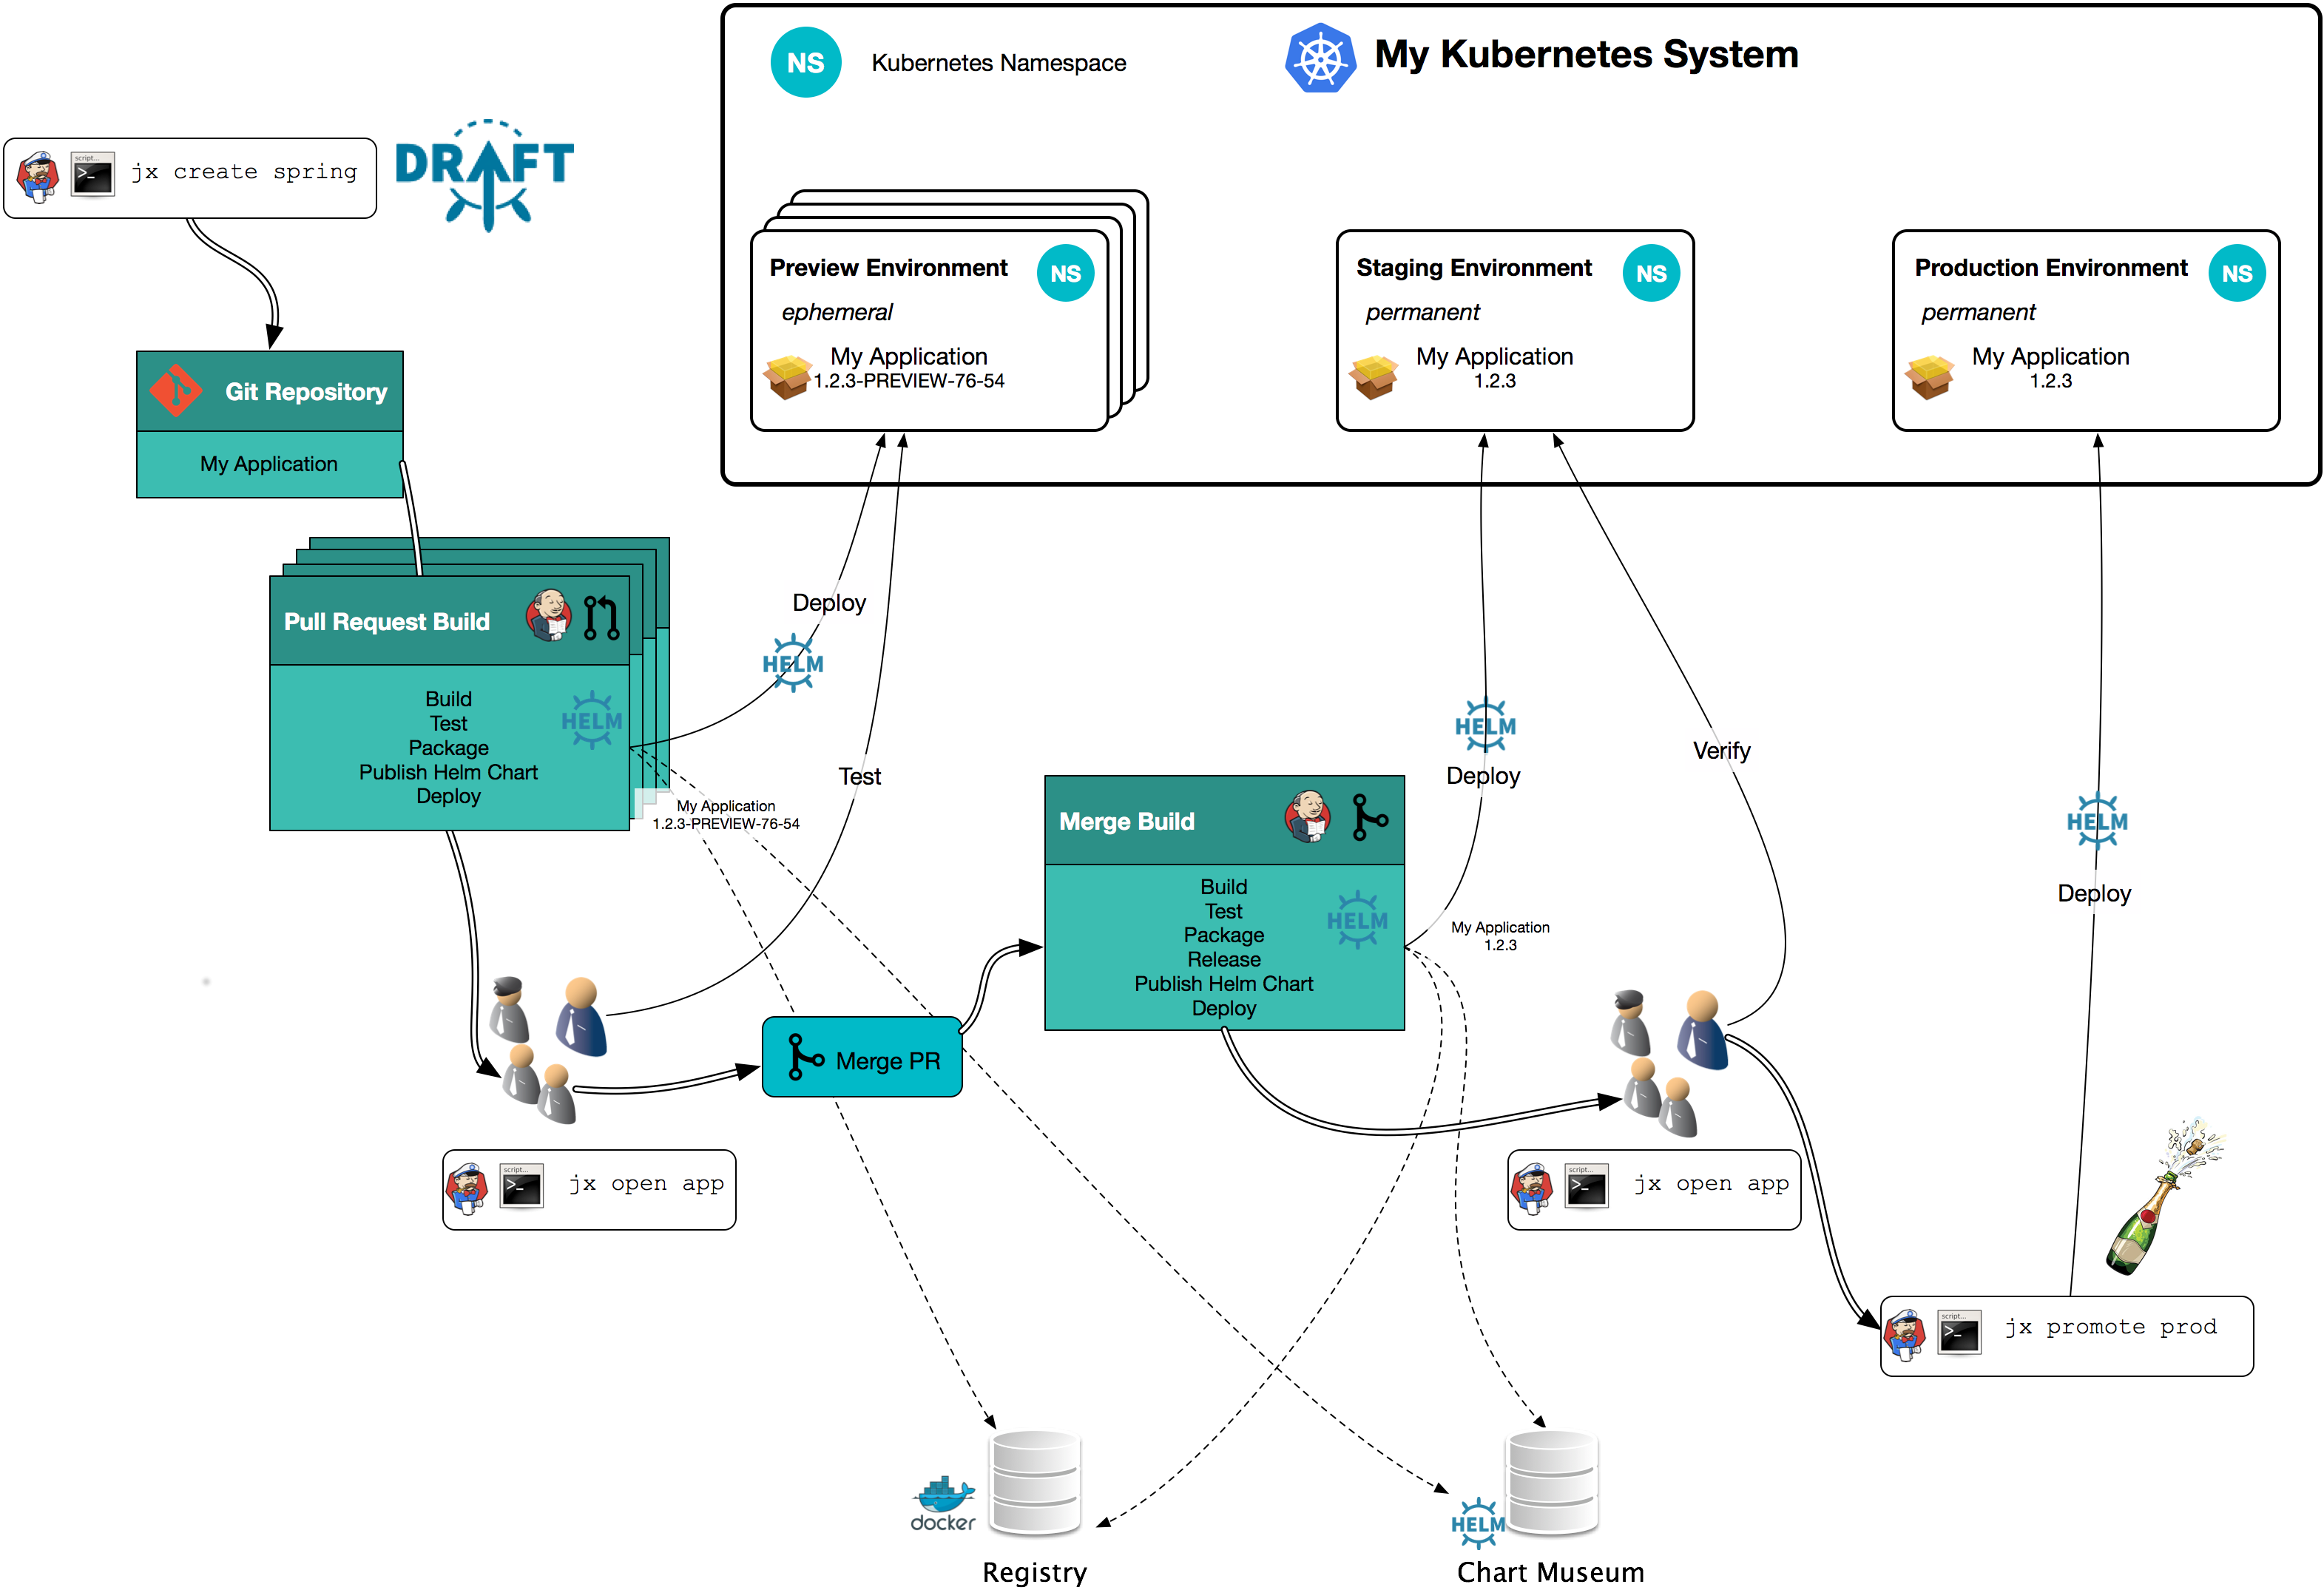 NS
Kubernetes Namespace
My Kubernetes System
script...
>_
jx create spring
DRAFT
Preview Environment
NS
ephemeral
My Application
1.2.3-PREVIEW-76-54
Staging Environment
NS
permanent
My Application
1.2.3
Production Environment
NS
permanent
My Application
1.2.3
Git Repository
My Application
Pull Request Build
Build
Test
Package
Publish Helm Chart
Deploy
HELM
My Application
1.2.3-PREVIEW-76-54
Deploy
HELM
Test
script...
>_
jx open app
Merge PR
Merge Build
Build
Test
Package
Release
Publish Helm Chart
Deploy
HELM
My Application
1.2.3
HELM
Deploy
Verify
script...
>_
jx open app
HELM
Deploy
script...
>_
jx promote prod
docker
Registry
HELM
Chart Museum